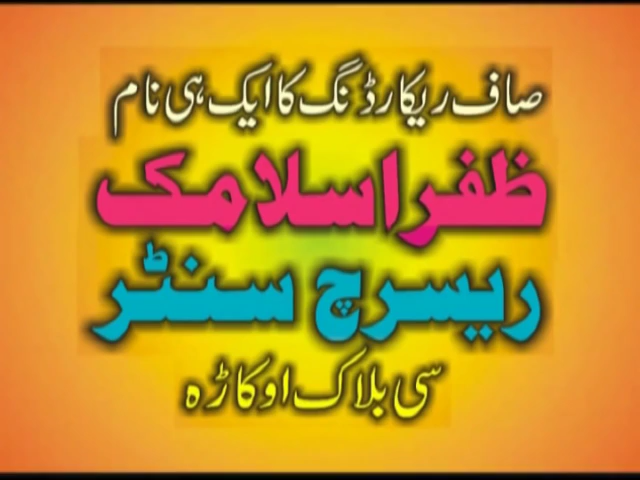 صاف ریکارڈنگ کا ایک ہی نام
ظفر اسلامک
ریسرچ سنٹر
سی بلاک اوکاڑہ